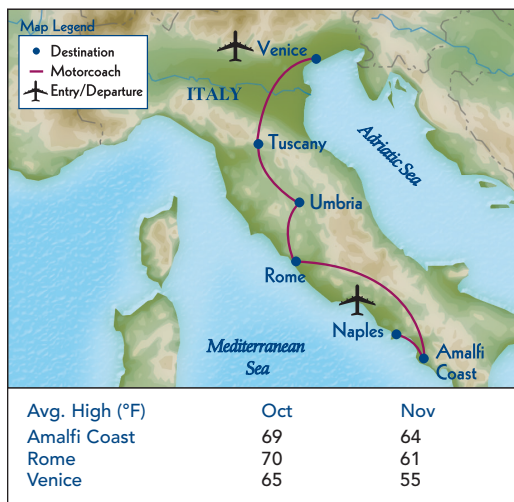 Map Legend
Destination
Motorcoach
Entry/Departure
Venice
ITALY
Tuscany
Adriatic Sea
Umbria
Rome
Naples
Mediterranean
Sea
Amalfi
Coast
Avg. High (°F) Oct Nov
Amalfi Coast 69 64
Rome 70 61
Venice 65 55